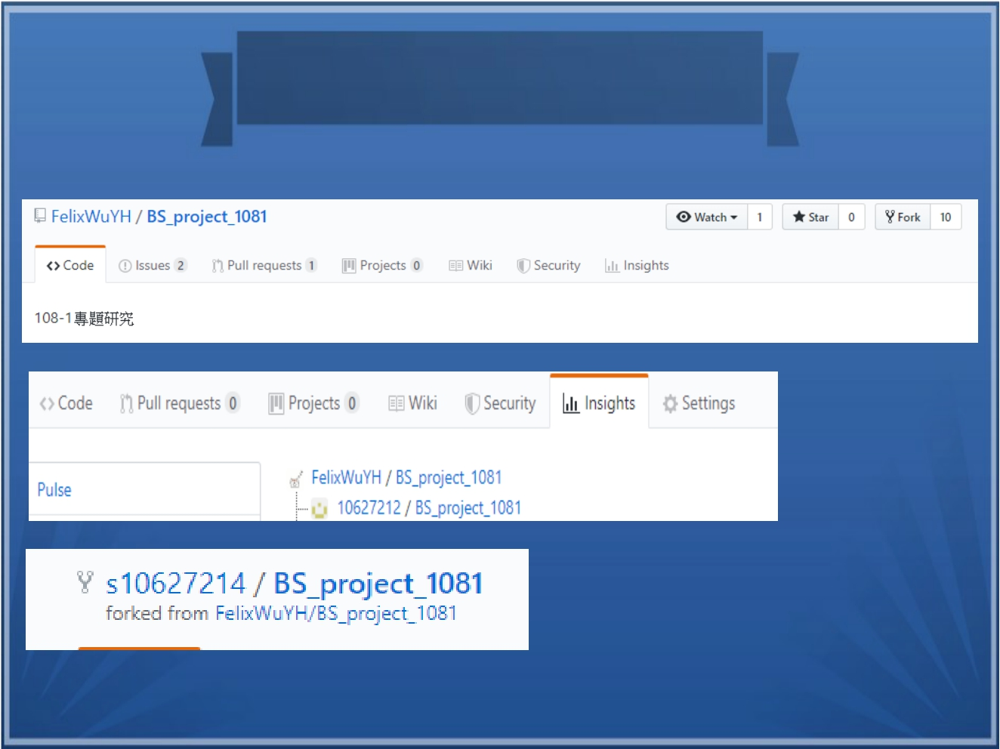 FelixWuYH / BS_project_1081 Watch 1 Star 0 Fork 10
Code Issues 2 Pull requests 1 Projects 0 Wiki Security Insights
108-1專題研究
Code Pull requests 0 Projects 0 Wiki Security Insights Settings
Pulse
FelixWuYH / BS_project_1081
10627212 / BS_project_1081
s10627214 / BS_project_1081
forked from FelixWuYH/BS_project_1081